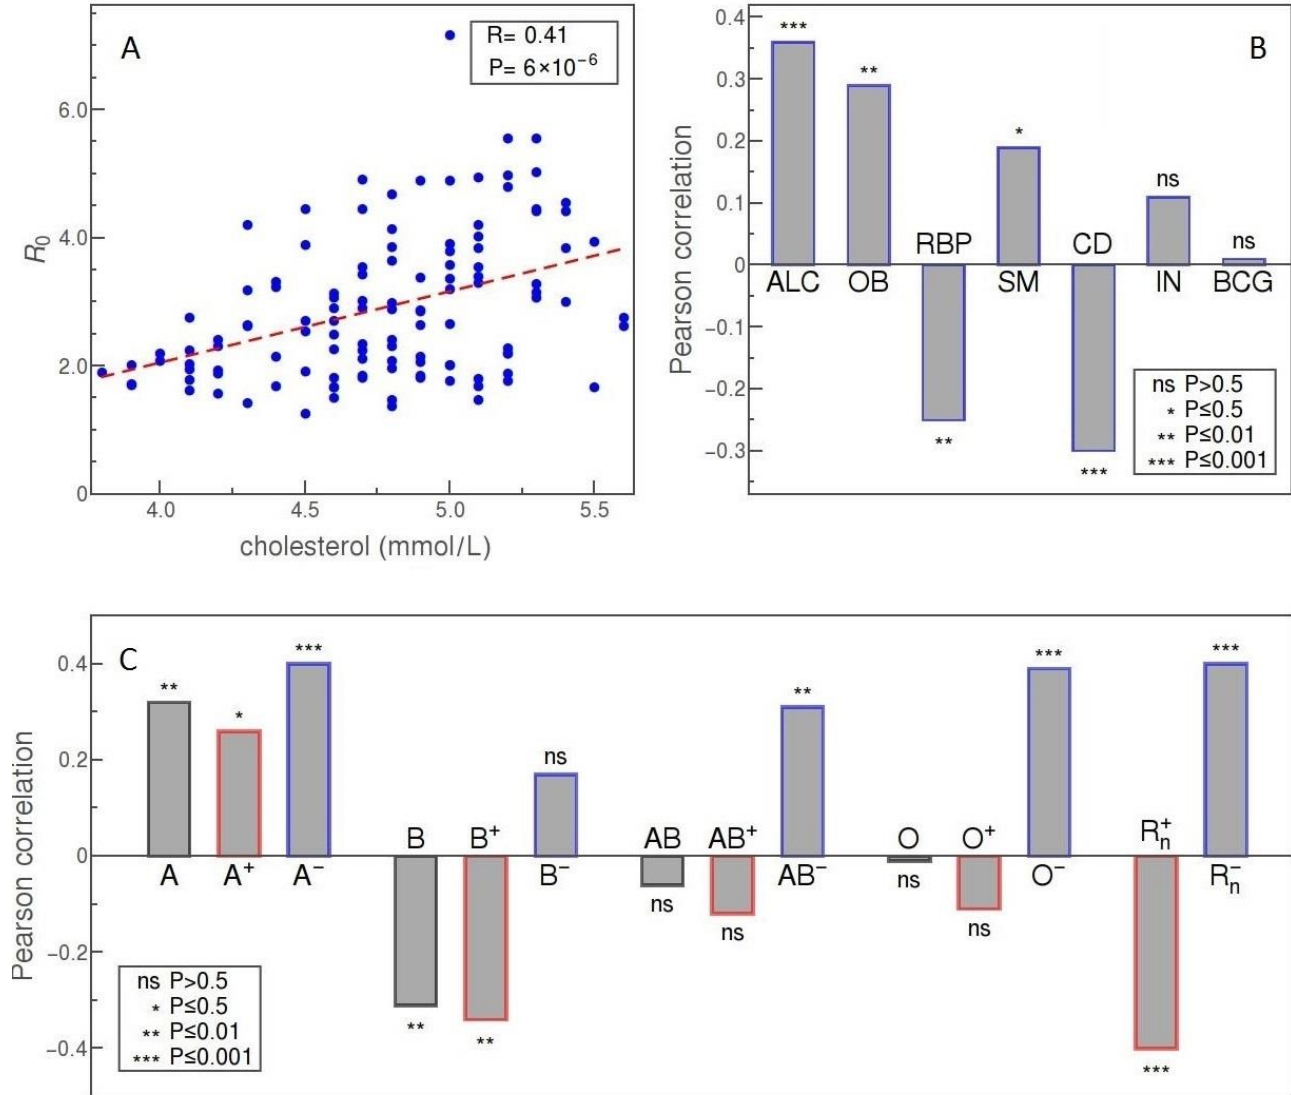 A
R= 0.41
P= 6×10⁻⁶
6.0
4.0
2.0
0
R₀
4.0 4.5 5.0 5.5
cholesterol (mmol/L)
B
0.4
0.3
0.2
0.1
0
−0.1
−0.2
−0.3
Pearson correlation
*** ** * ns ns
RBP CD
ALC OB SM IN BCG
** ***
ns P>0.5
* P≤0.5
** P≤0.01
*** P≤0.001
C
0.4
0.2
0
−0.2
−0.4
Pearson correlation
** * *** ns ** *** ***
B B⁺ AB AB⁺ O O⁺ Rₙ⁺
A A⁺ A⁻ B⁻ AB⁻ O⁻ Rₙ⁻
** ** ns ns ns ns ***
ns P>0.5
* P≤0.5
** P≤0.01
*** P≤0.001